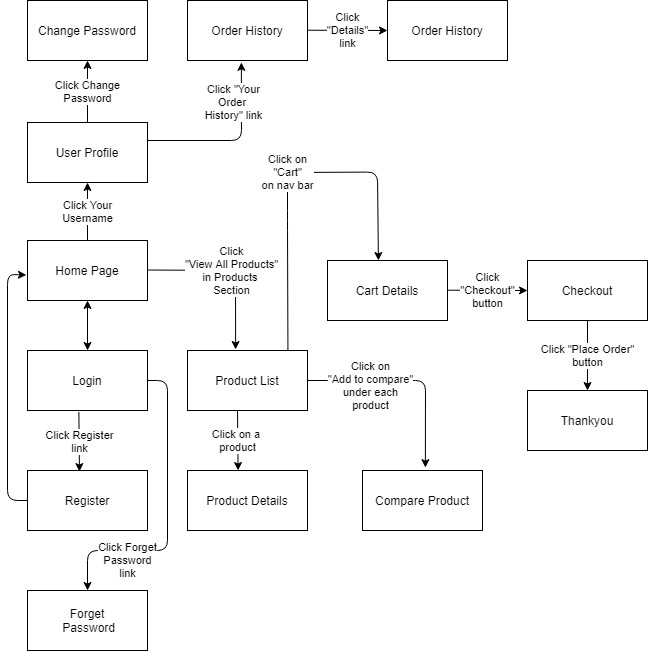 Change Password
Order History
Click
"Details"
link
Order History
Click Change
Password
Click "Your
Order
History" link
User Profile
Click on
"Cart"
on nav bar
Click Your
Username
Home Page
Click
"View All Products"
in Products
Section
Cart Details
Click
"Checkout"
button
Checkout
Click "Place Order"
button
Login
Product List
Click on
"Add to compare"
under each
product
Thankyou
Click Register
link
Click on a
product
Register
Product Details
Compare Product
Click Forget
Password
link
Forget
Password